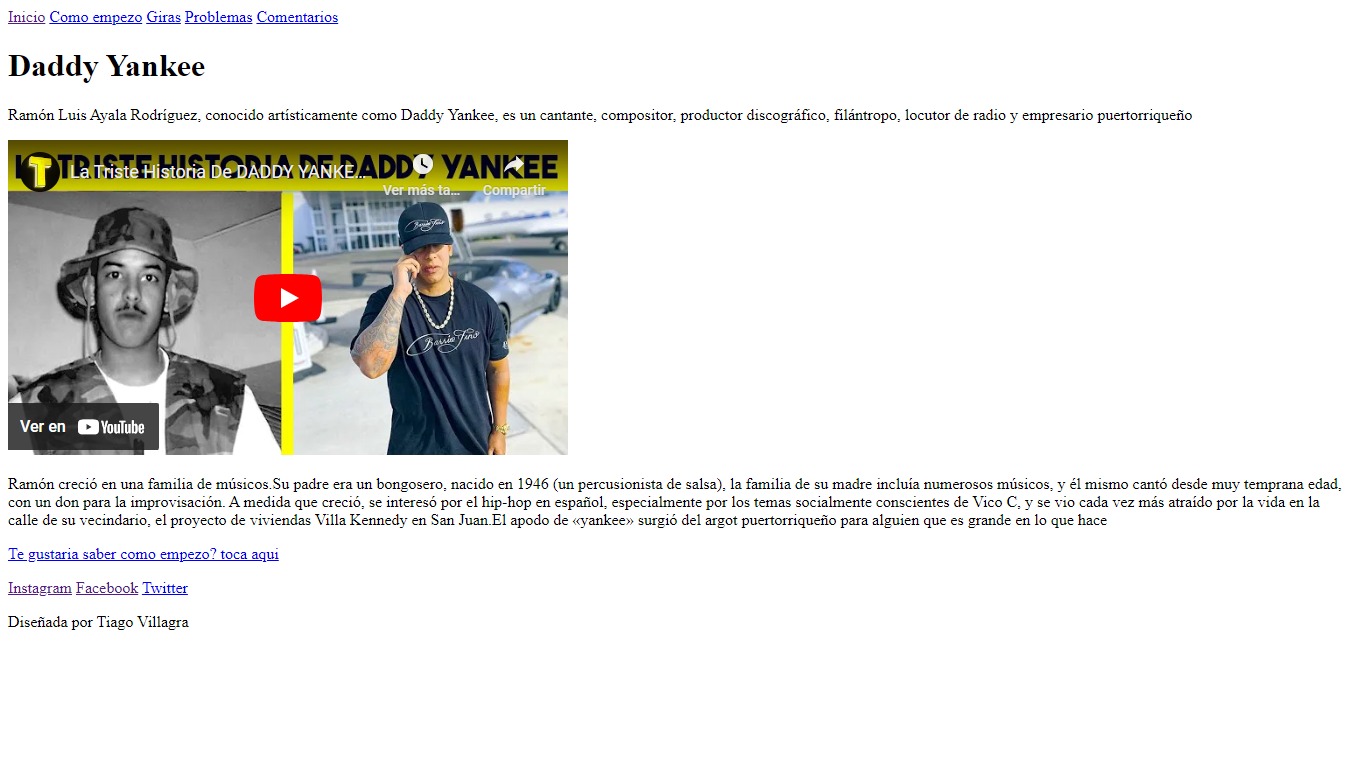 Inicio Como empezo Giras Problemas Comentarios
Daddy Yankee
Ramón Luis Ayala Rodríguez, conocido artísticamente como Daddy Yankee, es un cantante, compositor, productor discográfico, filántropo, locutor de radio y empresario puertorriqueño
LA TRISTE HISTORIA DE DADDY YANKEE
T
La Triste Historia De DADDY YANKE...
Ver más ta...
Compartir
Barrio Fino
Barrio Fino
Ver en YouTube
Ramón creció en una familia de músicos.Su padre era un bongosero, nacido en 1946 (un percusionista de salsa), la familia de su madre incluía numerosos músicos, y él mismo cantó desde muy temprana edad,
con un don para la improvisación. A medida que creció, se interesó por el hip-hop en español, especialmente por los temas socialmente conscientes de Vico C, y se vio cada vez más atraído por la vida en la
calle de su vecindario, el proyecto de viviendas Villa Kennedy en San Juan.El apodo de «yankee» surgió del argot puertorriqueño para alguien que es grande en lo que hace
Te gustaria saber como empezo? toca aqui
Instagram Facebook Twitter
Diseñada por Tiago Villagra